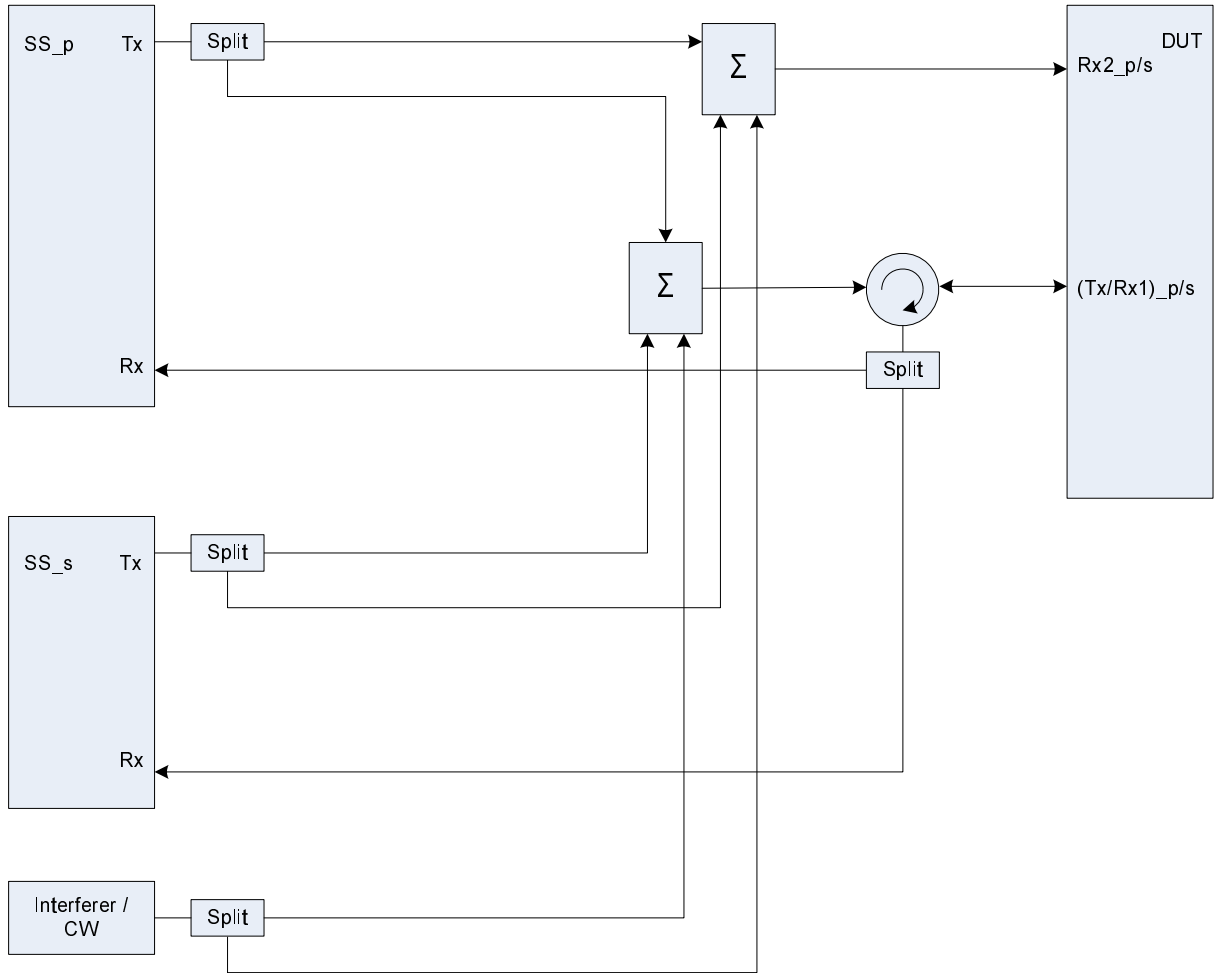 SS_p Tx
Split
Σ
DUT
Rx2_p/s
Σ
(Tx/Rx1)_p/s
Rx
Split
SS_s Tx
Split
Rx
Interferer /
CW
Split